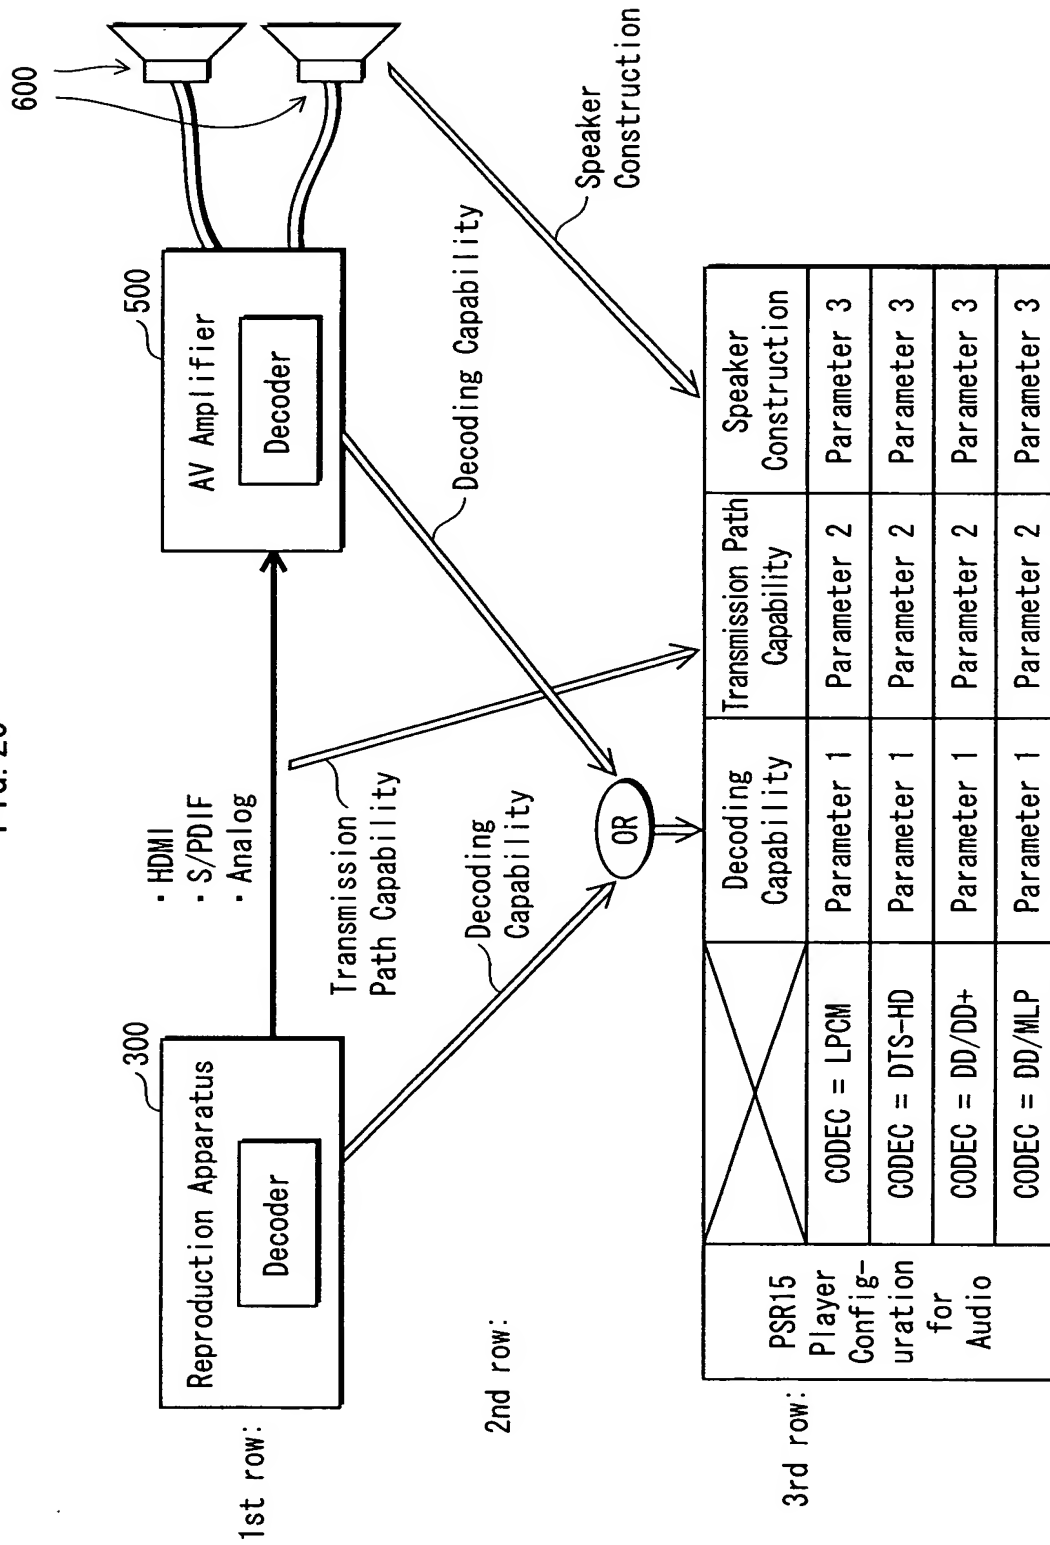 · HDMI
· S/PDIF
· Analog
1st row:
300
Reproduction Apparatus
Decoder
500
AV Amplifier
Decoder
600
2nd row:
Transmission
Path Capability
Decoding
Capability
Decoding Capability
Speaker
Construction
OR
3rd row:
PSR15
Player
Config-
uration
for
Audio
Decoding
Capability
Transmission Path
Capability
Speaker
Construction
CODEC = LPCM
Parameter 1
Parameter 2
Parameter 3
CODEC = DTS-HD
Parameter 1
Parameter 2
Parameter 3
CODEC = DD/DD+
Parameter 1
Parameter 2
Parameter 3
CODEC = DD/MLP
Parameter 1
Parameter 2
Parameter 3